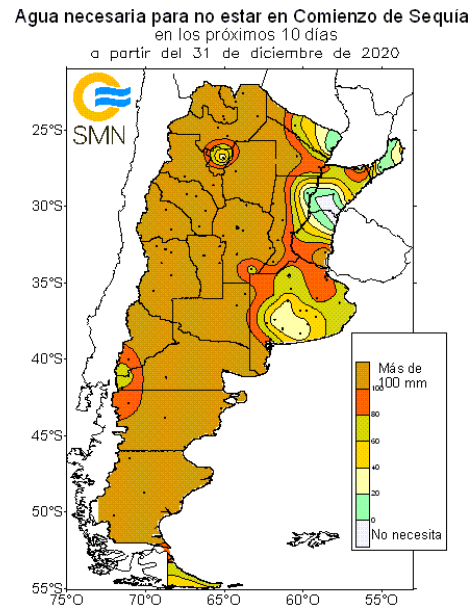 Agua necesaria para no estar en Comienzo de Sequía
en los próximos 10 días
a partir del 31 de diciembre de 2020
SMN
25°S
30°S
35°S
40°S
45°S
50°S
55°S
75°O
70°O
65°O
60°O
55°O
Más de
100 mm
100
80
60
40
20
0
No necesita